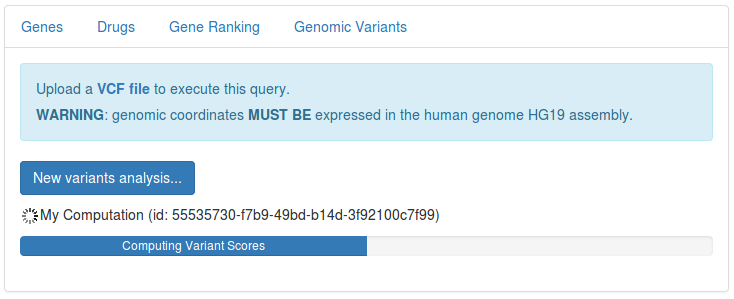 Genes Drugs Gene Ranking Genomic Variants
Upload a VCF file to execute this query.
WARNING: genomic coordinates MUST BE expressed in the human genome HG19 assembly.
New variants analysis...
My Computation (id: 55535730-f7b9-49bd-b14d-3f92100c7f99)
Computing Variant Scores